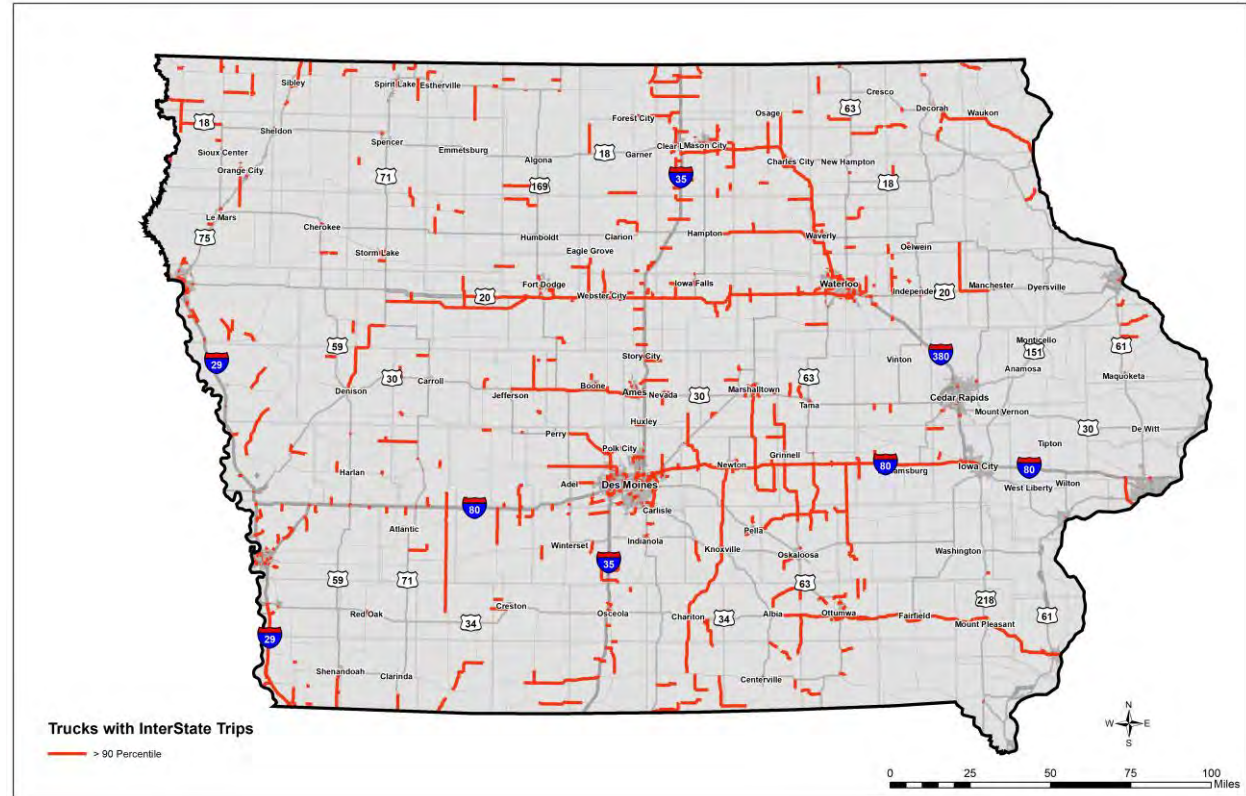 Sibley
Spirit Lake
Estherville
Cresco
Decorah
Waukon
63
Forest City
Osage
18
Sheldon
Sioux Center
Orange City
Spencer
Emmetsburg
Algona
18
Garner
Clear L
Mason City
Charles City
New Hampton
71
169
35
18
Le Mars
75
Cherokee
Storm Lake
Humboldt
Clarion
Eagle Grove
Hampton
Waverly
Oelwein
Fort Dodge
Iowa Falls
Waterloo
20
Webster City
Independen
20
Manchester
Dyersville
59
29
Story City
380
Vinton
Monticello
151
Anamosa
61
Maquoketa
30
Carroll
Denison
Jefferson
Boone
Ames
Nevada
30
Marshalltown
63
Tama
Cedar Rapids
Mount Vernon
30
De Witt
Huxley
Perry
Polk City
Tipton
Harlan
Adel
Des Moines
Newton
Grinnell
80
amsburg
Iowa City
80
West Liberty
Wilton
80
Atlantic
Carlisle
Winterset
Indianola
Knoxville
Pella
Oskaloosa
Washington
59
71
35
63
218
61
Red Oak
34
Creston
Osceola
Chariton
34
Albia
Ottumwa
Fairfield
Mount Pleasant
29
Shenandoah
Clarinda
Centerville
Trucks with InterState Trips
> 90 Percentile
N
W E
S
0 25 50 75 100
Miles